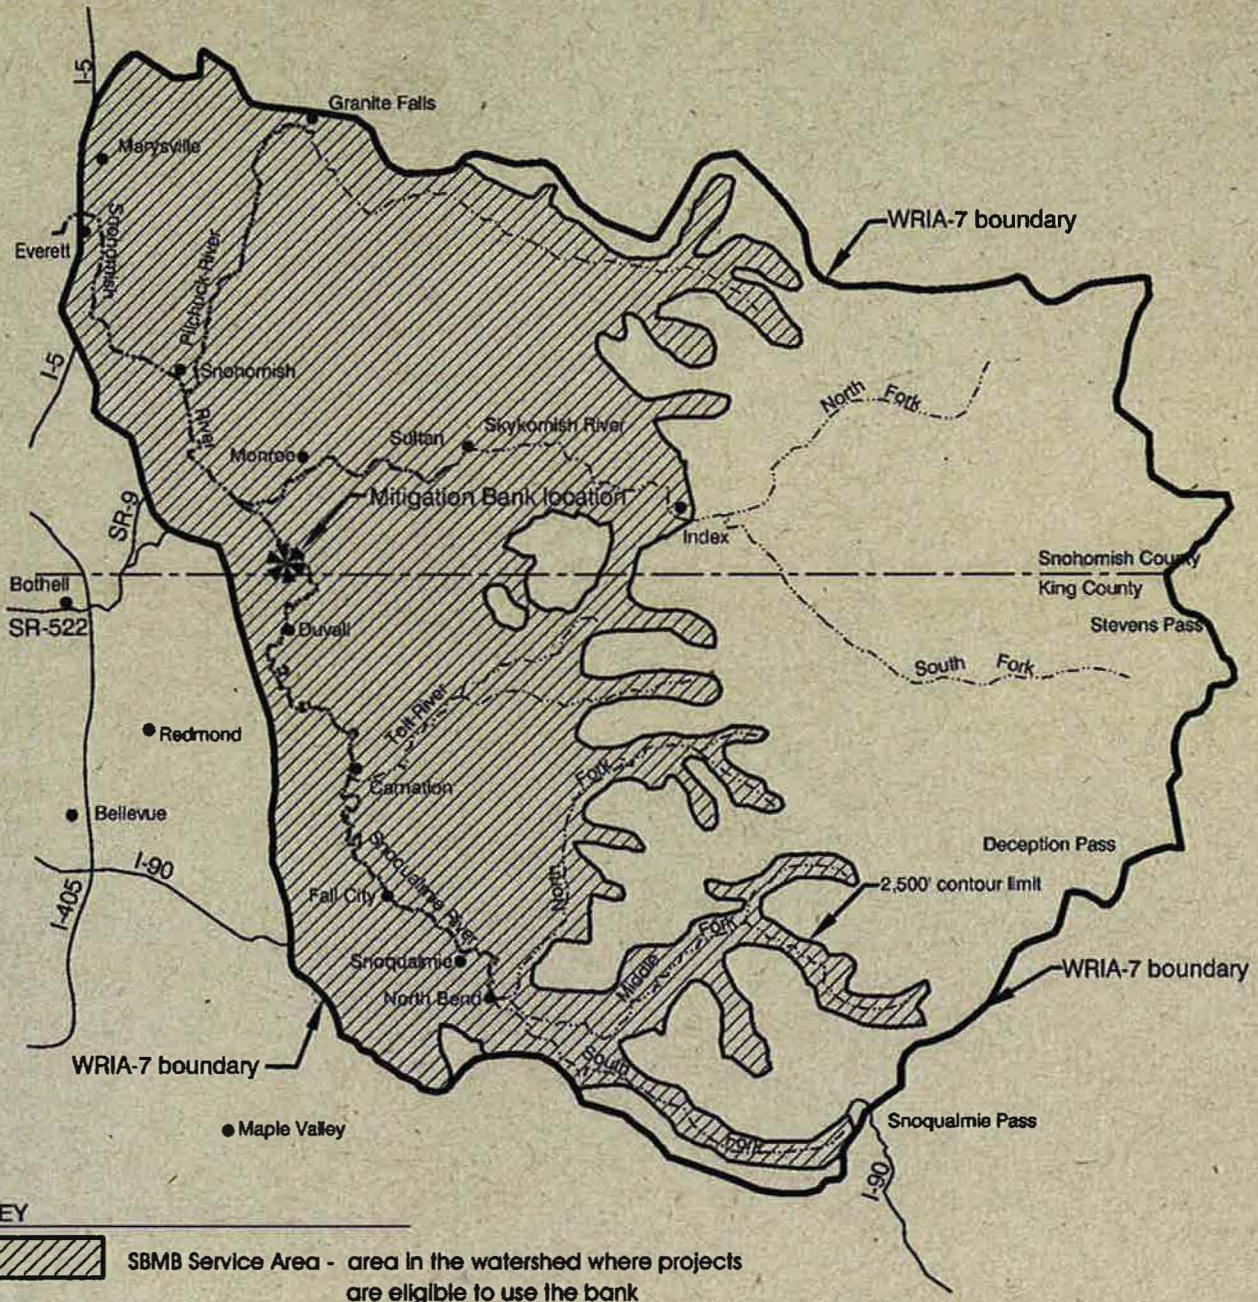 I-5
Granite Falls
Marysville
WRIA-7 boundary
Everett
Snohomish
Pilchuck River
I-5
Snohomish
River
North Fork
Sultan
Skykomish River
Monroe
Mitigation Bank location
SR-9
Index
Snohomish County
King County
Bothell
SR-522
Duvall
Stevens Pass
South Fork
Tolt River
Redmond
Carnation
Fork
Bellevue
I-90
Snoqualmie River
Deception Pass
2,500' contour limit
I-405
Fall City
North
Fork
Middle
Snoqualmie
WRIA-7 boundary
North Bend
WRIA-7 boundary
South
Snoqualmie Pass
Maple Valley
Fork
I-90
EY
SBMB Service Area - area in the watershed where projects
are eligible to use the bank